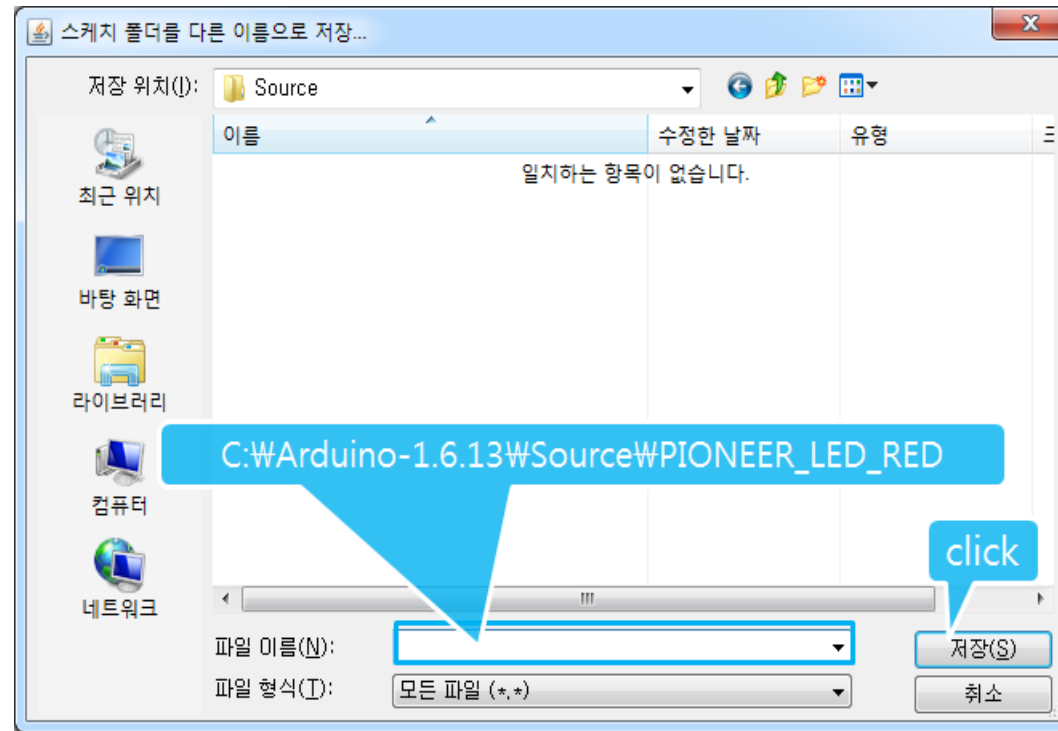 스케치 폴더를 다른 이름으로 저장...
X
저장 위치(I): Source
이름 수정한 날짜 유형
일치하는 항목이 없습니다.
최근 위치
바탕 화면
라이브러리
C:₩Arduino-1.6.13₩Source₩PIONEER_LED_RED
컴퓨터
click
네트워크
파일 이름(N):
저장(S)
파일 형식(T): 모든 파일 (*.*)
취소